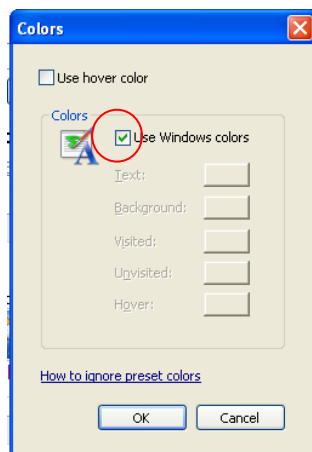 Colors
Use hover color
Colors
Use Windows colors
Text:
Background:
Visited:
Unvisited:
Hover:
How to ignore preset colors
OK
Cancel